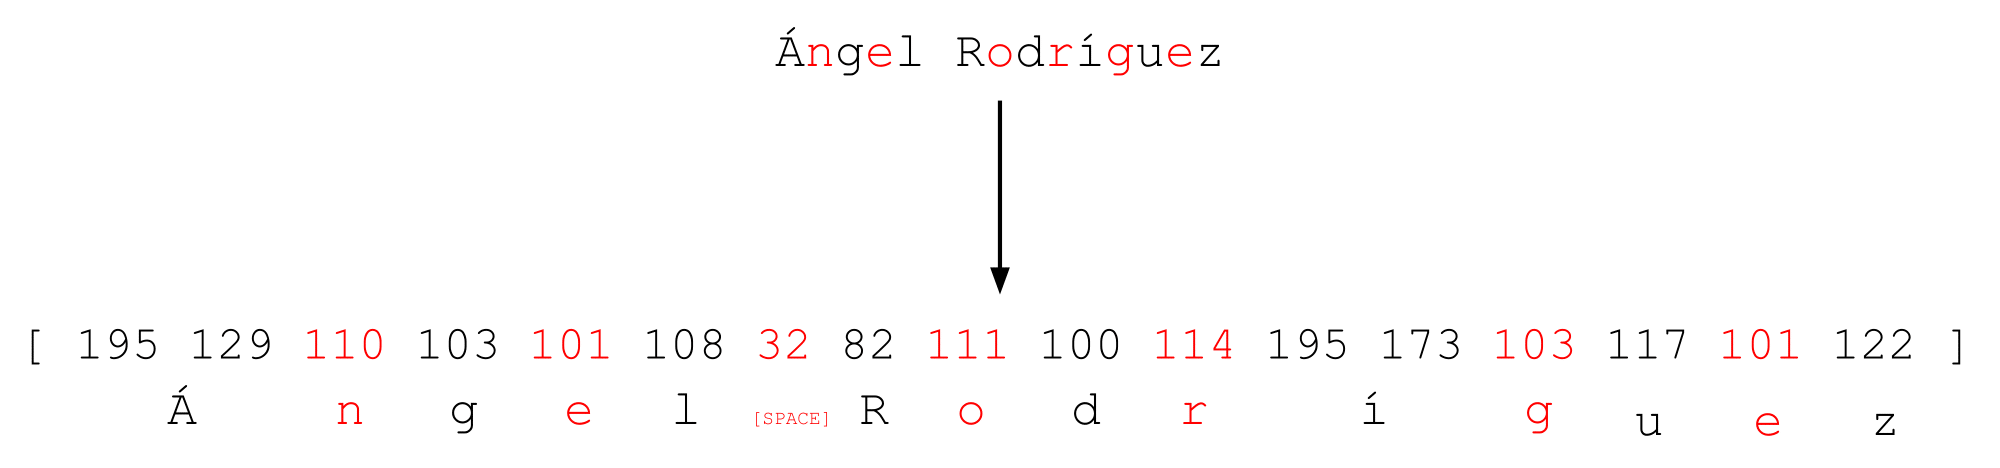 Ángel Rodríguez
[ 195 129 110 103 101 108 32 82 111 100 114 195 173 103 117 101 122 ]
Á n g e l [SPACE] R o d r í g u e z